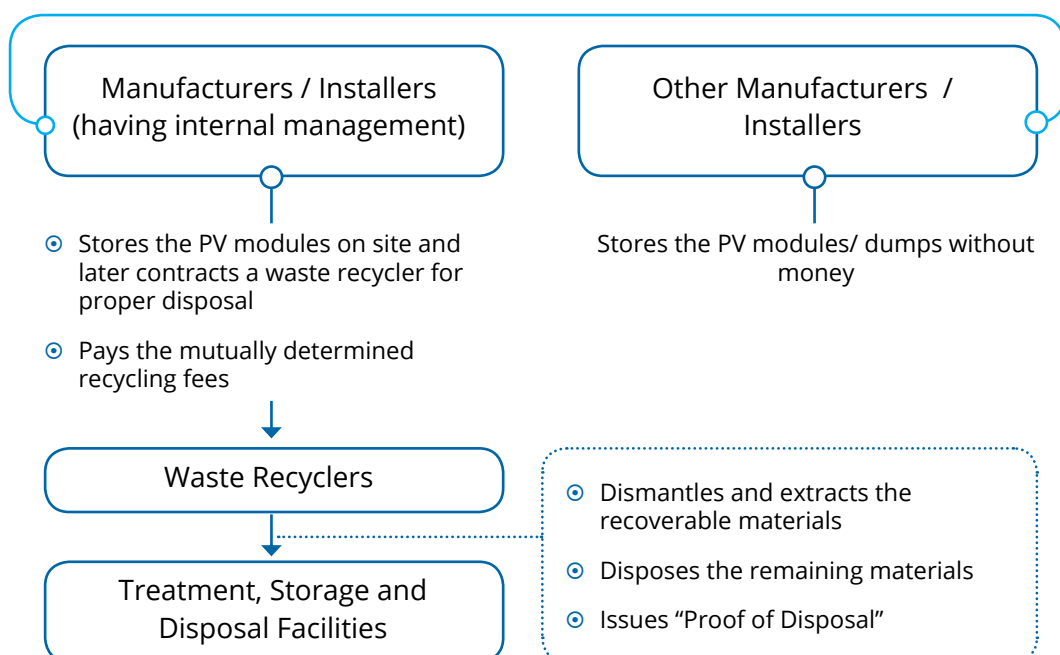 Manufacturers / Installers
(having internal management)
Other Manufacturers /
Installers
Stores the PV modules on site and
later contracts a waste recycler for
proper disposal
Pays the mutually determined
recycling fees
Stores the PV modules/ dumps without
money
Waste Recyclers
Dismantles and extracts the
recoverable materials
Disposes the remaining materials
Issues “Proof of Disposal”
Treatment, Storage and
Disposal Facilities